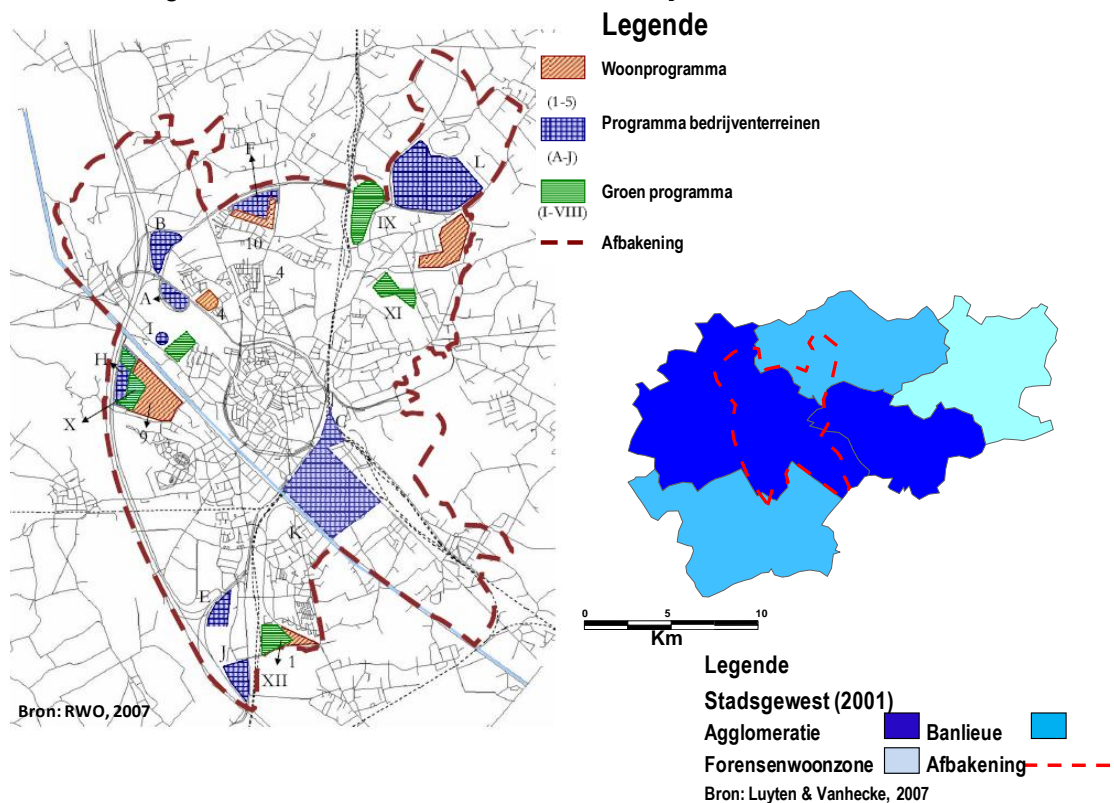 Legende
Woonprogramma
(1-5)
Programma bedrijventerreinen
(A-J)
Groen programma
(I-VIII)
Afbakening
F
L
IX
B
10
7
4
A
4
XI
I
H
X
9
C
K
E
J
J
1
XII
Bron: RWO, 2007
0 5 10
Km
Legende
Stadsgewest (2001)
Agglomeratie Banlieue
Forensenwoonzone Afbakening
Bron: Luyten & Vanhecke, 2007